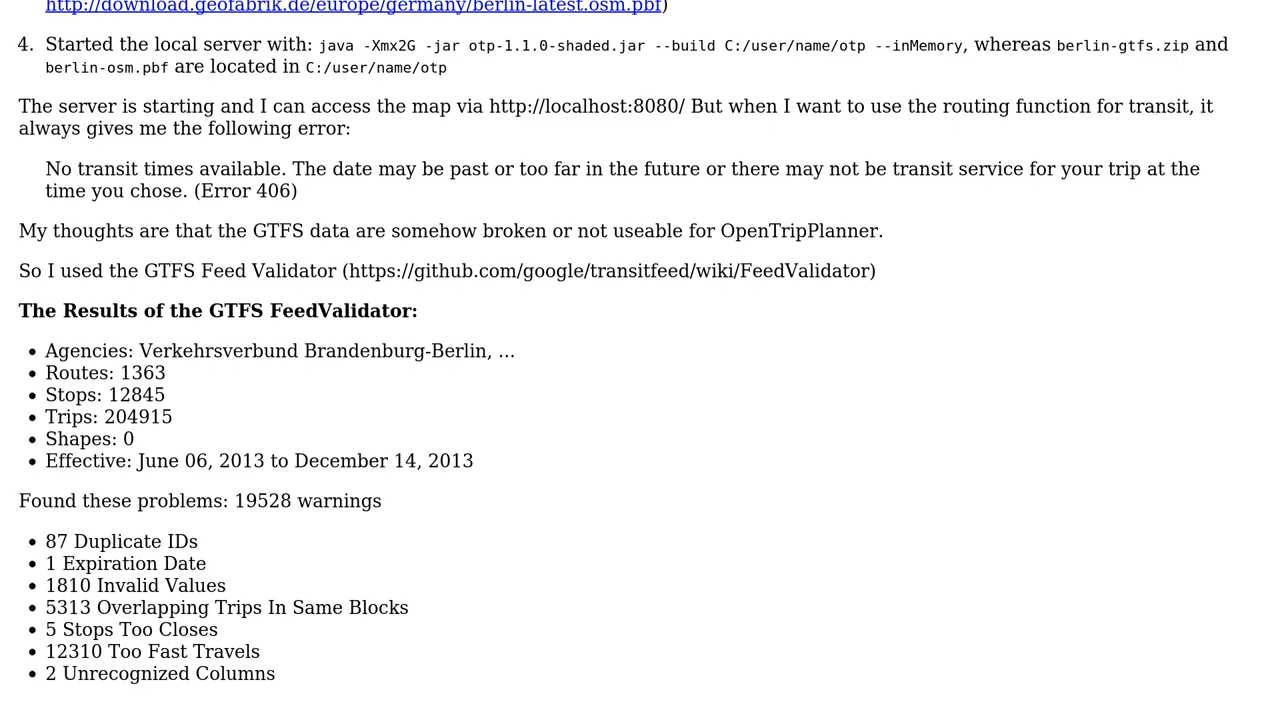 http://download.geofabrik.de/europe/germany/berlin-latest.osm.pbf)
4. Started the local server with: java -Xmx2G -jar otp-1.1.0-shaded.jar --build C:/user/name/otp --inMemory, whereas berlin-gtfs.zip and
berlin-osm.pbf are located in C:/user/name/otp
The server is starting and I can access the map via http://localhost:8080/ But when I want to use the routing function for transit, it
always gives me the following error:
No transit times available. The date may be past or too far in the future or there may not be transit service for your trip at the
time you chose. (Error 406)
My thoughts are that the GTFS data are somehow broken or not useable for OpenTripPlanner.
So I used the GTFS Feed Validator (https://github.com/google/transitfeed/wiki/FeedValidator)
The Results of the GTFS FeedValidator:
• Agencies: Verkehrsverbund Brandenburg-Berlin, ...
• Routes: 1363
• Stops: 12845
• Trips: 204915
• Shapes: 0
• Effective: June 06, 2013 to December 14, 2013
Found these problems: 19528 warnings
• 87 Duplicate IDs
• 1 Expiration Date
• 1810 Invalid Values
• 5313 Overlapping Trips In Same Blocks
• 5 Stops Too Closes
• 12310 Too Fast Travels
• 2 Unrecognized Columns